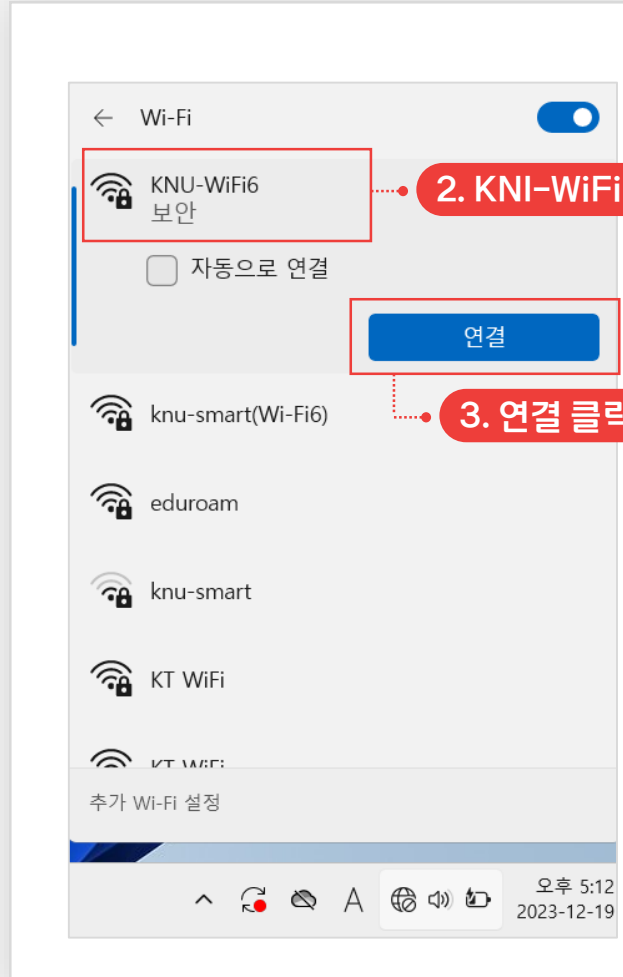 Wi-Fi
KNU-WiFi6
보안
2. KNI-WiFi
자동으로 연결
연결
knu-smart(Wi-Fi6)
3. 연결 클릭
eduroam
knu-smart
KT WiFi
KT WiFi
추가 Wi-Fi 설정
A
오후 5:12
2023-12-19